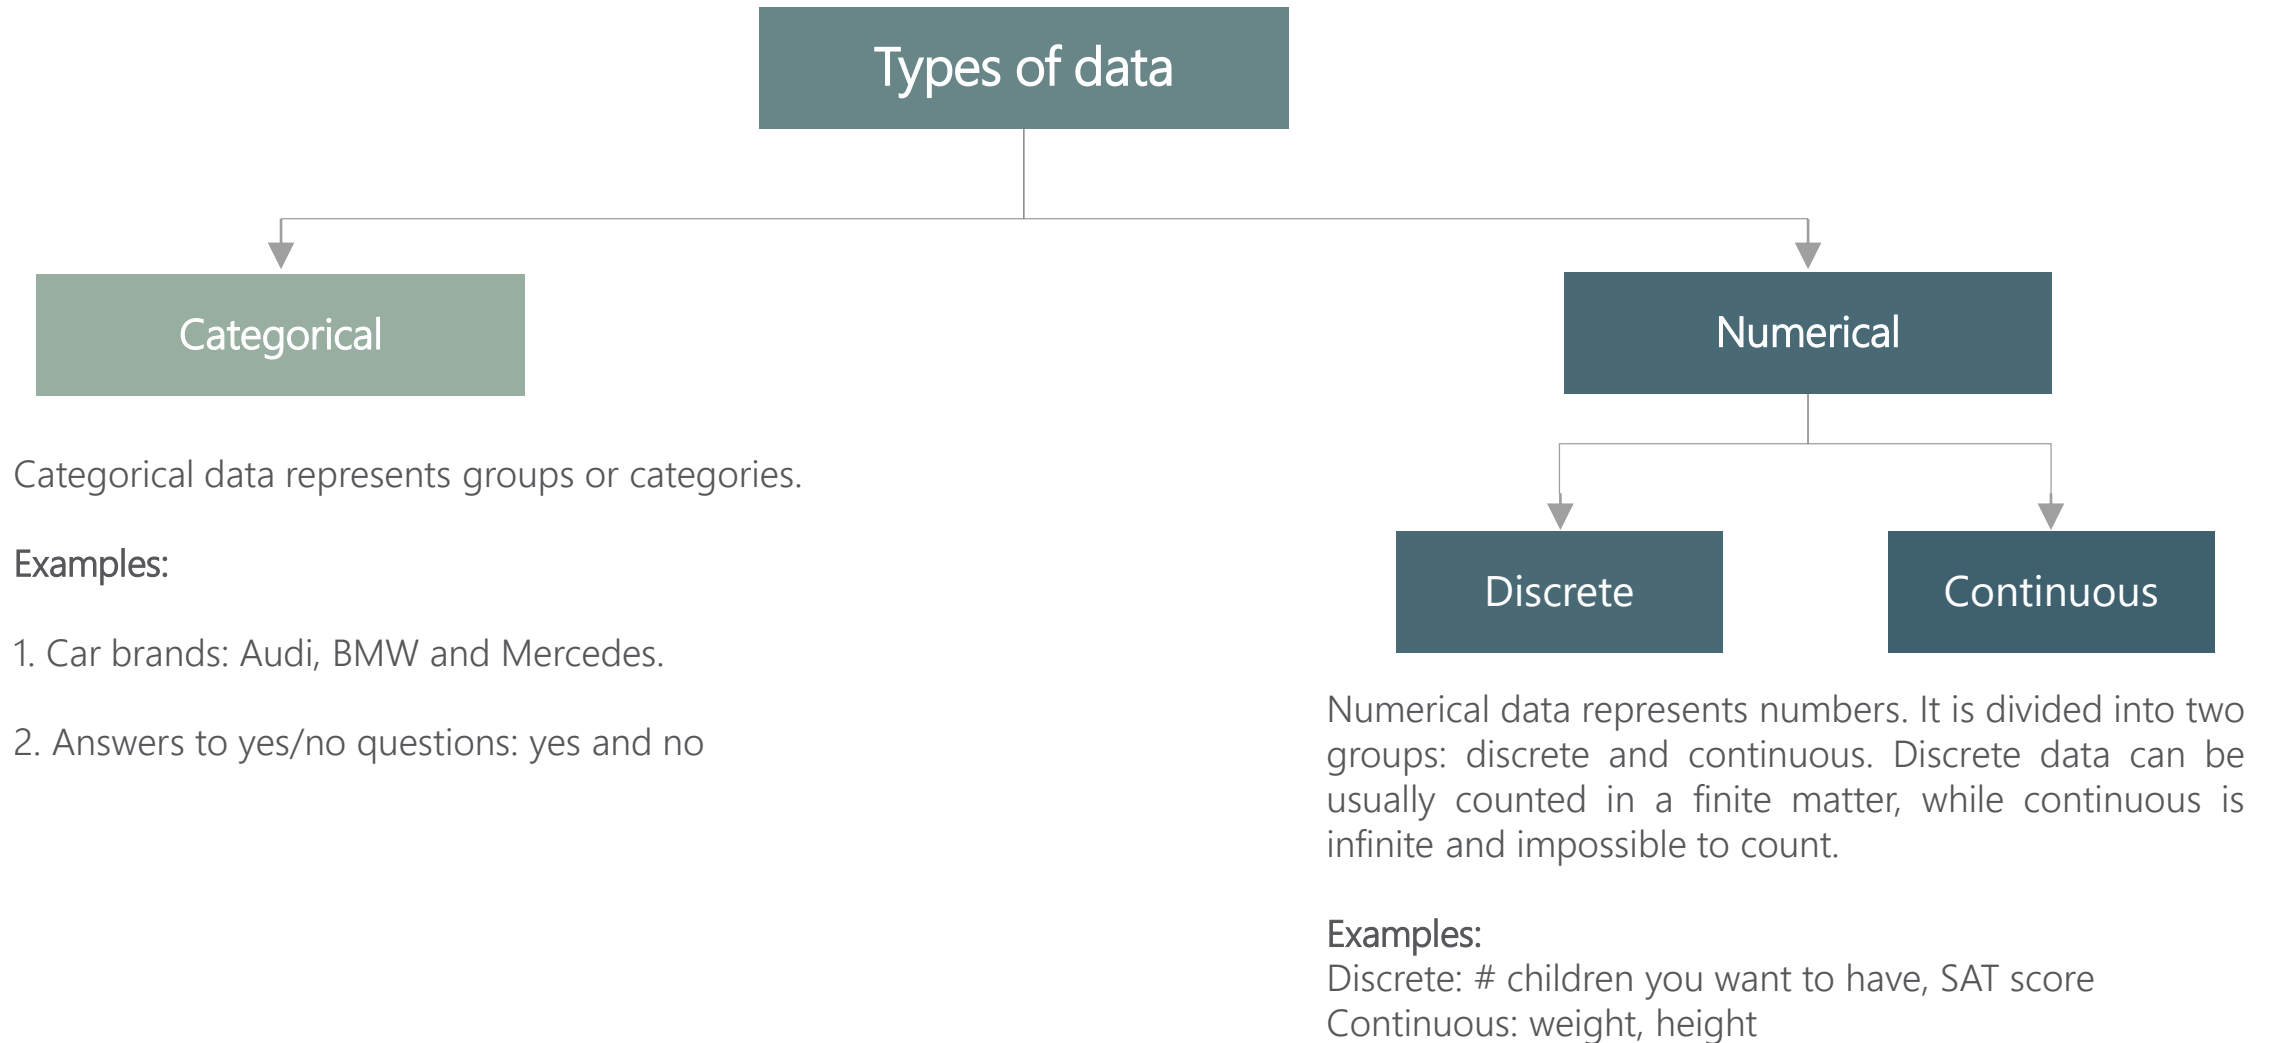 Types of data
Categorical
Numerical
Categorical data represents groups or categories.
Examples:
1. Car brands: Audi, BMW and Mercedes.
2. Answers to yes/no questions: yes and no
Discrete
Continuous
Numerical data represents numbers. It is divided into two
groups: discrete and continuous. Discrete data can be
usually counted in a finite matter, while continuous is
infinite and impossible to count.
Examples:
Discrete: # children you want to have, SAT score
Continuous: weight, height